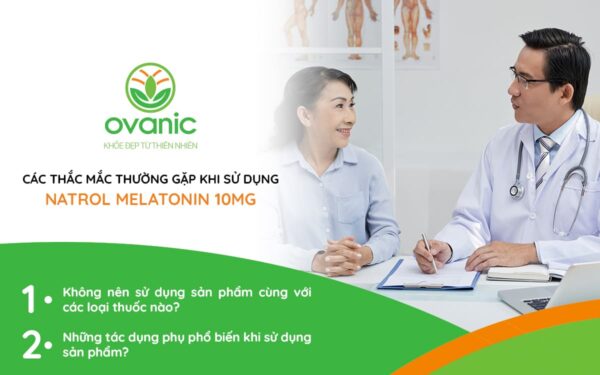 ovanic
KHỎE ĐẸP TỪ THIÊN NHIÊN
CÁC THẮC MẮC THƯỜNG GẶP KHI SỬ DỤNG
NATROL MELATONIN 10MG
1. Không nên sử dụng sản phẩm cùng với
các loại thuốc nào?
2. Những tác dụng phụ phổ biến khi sử dụng
sản phẩm?